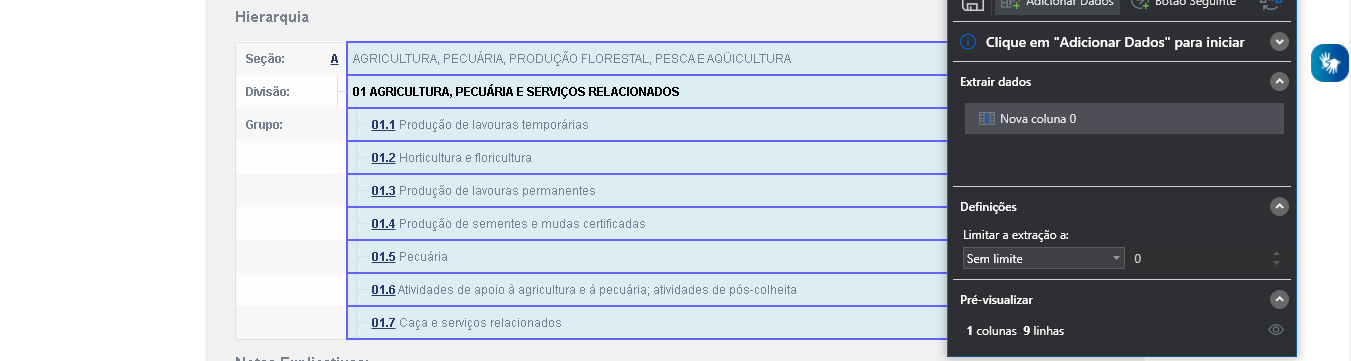 Hierarquia
Seção: A AGRICULTURA, PECUÁRIA, PRODUÇÃO FLORESTAL, PESCA E AQÜICULTURA
Divisão: 01 AGRICULTURA, PECUÁRIA E SERVIÇOS RELACIONADOS
Grupo: 01.1 Produção de lavouras temporárias
01.2 Horticultura e floricultura
01.3 Produção de lavouras permanentes
01.4 Produção de sementes e mudas certificadas
01.5 Pecuária
01.6 Atividades de apoio à agricultura e à pecuária; atividades de pós-colheita
01.7 Caça e serviços relacionados
Notas Explicativas:
Adicionar Dados Botão Seguinte
Clique em "Adicionar Dados" para iniciar
Extrair dados
Nova coluna 0
Definições
Limitar a extração a:
Sem limite 0
Pré-visualizar
1 colunas 9 linhas